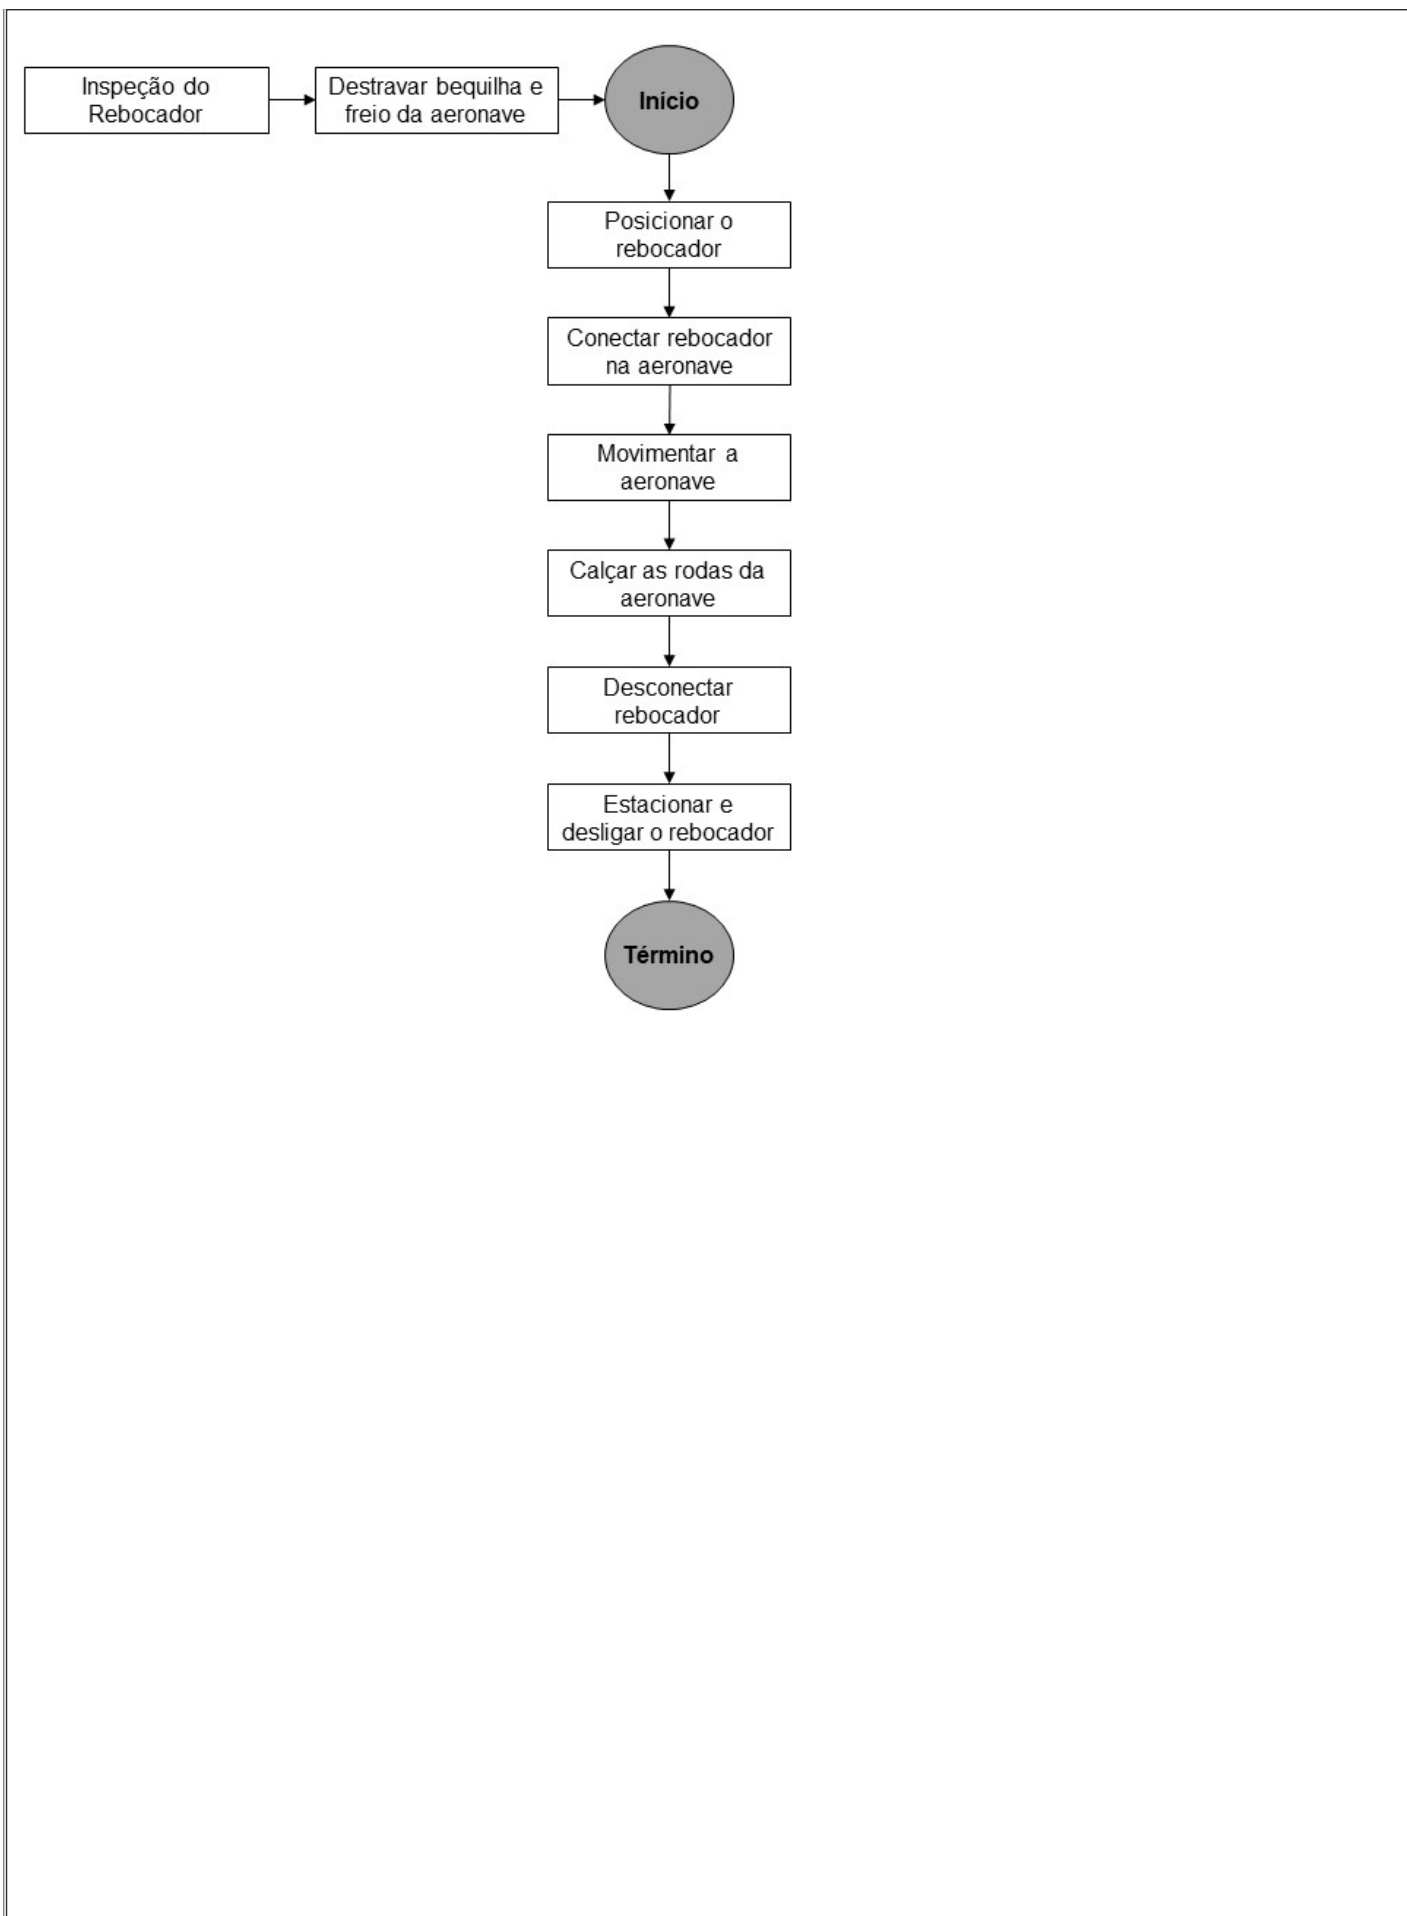 Inspeção do
Rebocador
Destravar bequilha e
freio da aeronave
Início
Posicionar o
rebocador
Conectar rebocador
na aeronave
Movimentar a
aeronave
Calçar as rodas da
aeronave
Desconectar
rebocador
Estacionar e
desligar o rebocador
Término